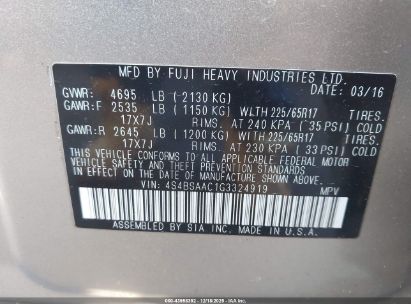 MFD BY FUJI HEAVY INDUSTRIES LTD.
GVWR: 4695 LB (2130 KG) DATE: 03/16
GAWR:F 2535 LB (1150 KG) WITH 225/65R17 TIRES.
17X7J RIMS. AT 240 KPA (35 PSI) COLD
GAWR:R 2645 LB (1200 KG) WITH 225/65R17 TIRES.
17X7J RIMS. AT 230 KPA (33 PSI) COLD
THIS VEHICLE CONFORMS TO ALL APPLICABLE FEDERAL MOTOR
VEHICLE SAFETY STANDARDS IN EFFECT
ON THE DATE OF MANUFACTURE SHOWN ABOVE.
VIN: 4S4BSAAC1G3324919 MPV
ASSEMBLED BY SIA INC. MADE IN U.S.A.